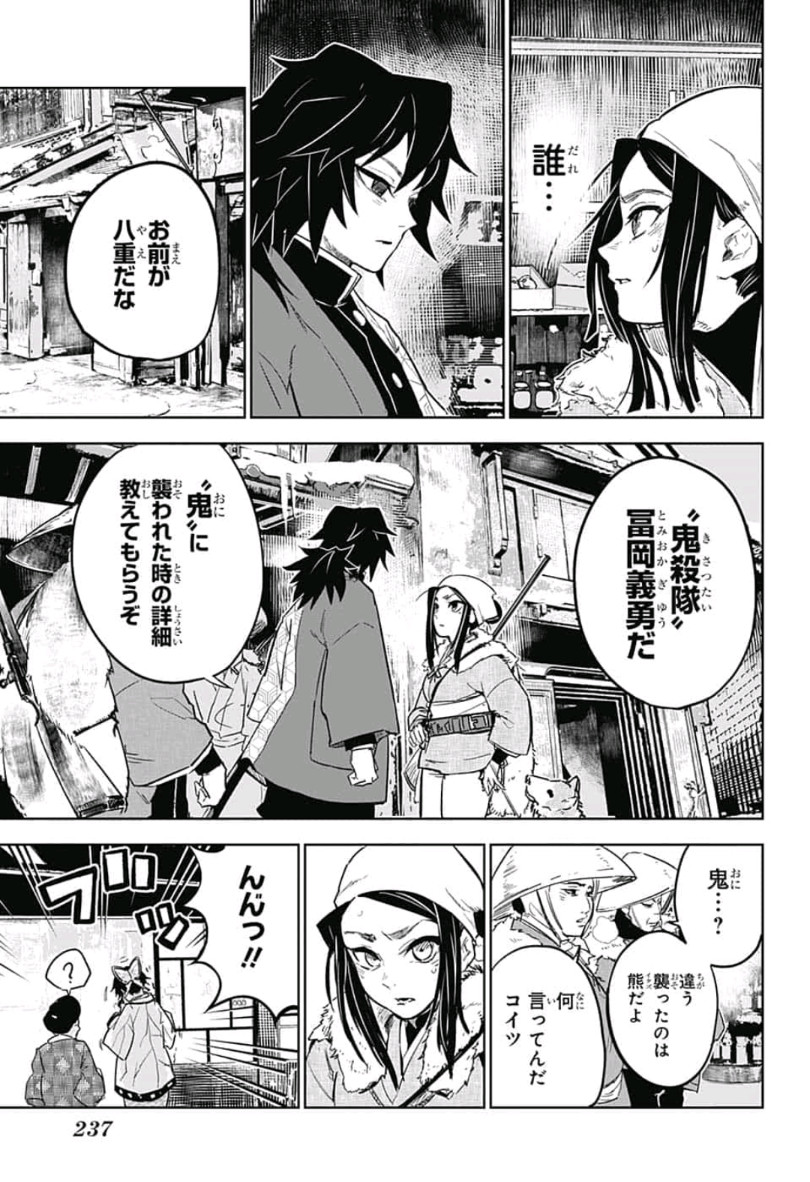 誰…
お前が
八重だな
〝鬼殺隊〟
冨岡義勇だ
〝鬼〟に
襲われた時の詳細
教えてもらうぞ
鬼…?
違う
襲ったのは
熊だよ
何
言ってんだ
コイツ
んんっ!!
ゴゴゴ
?
237